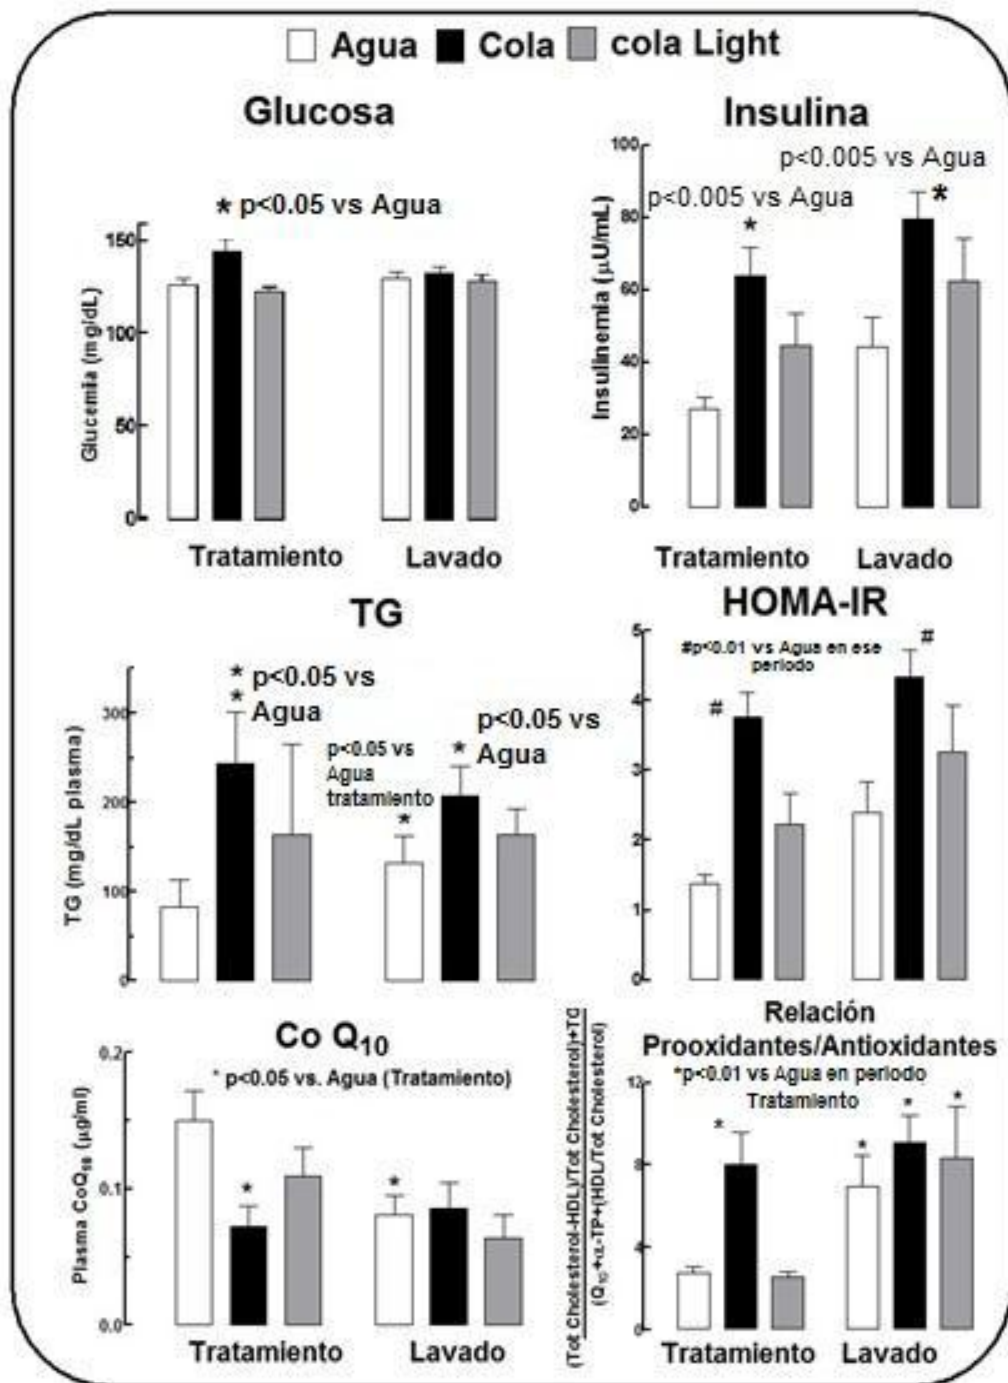 Agua Cola cola Light
Glucosa
* p<0.05 vs Agua
Glucemia (mg/dL)
150
100
50
0
Tratamiento Lavado
Insulina
p<0.005 vs Agua
p<0.005 vs Agua
*
*
Insulinemia (µU/mL)
100
80
60
40
20
0
Tratamiento Lavado
TG
* p<0.05 vs
* Agua
p<0.05 vs
Agua
tratamiento
*
p<0.05 vs
* Agua
TG (mg/dL plasma)
300
200
100
0
HOMA-IR
#p<0.01 vs Agua en ese
periodo
#
#
5
4
3
2
1
0
Co Q10
* p<0.05 vs. Agua (Tratamiento)
*
*
Plasma CoQ10 (µg/ml)
0.2
0.1
0.0
Tratamiento Lavado
Relación
Prooxidantes/Antioxidantes
*p<0.01 vs Agua en periodo
Tratamiento
*
*
*
*
(Tot Cholesterol-HDL)/Tot Cholesterol)+TG
(Q10+α-TP+(HDL/Tot Cholesterol)
12
8
4
0
Tratamiento Lavado